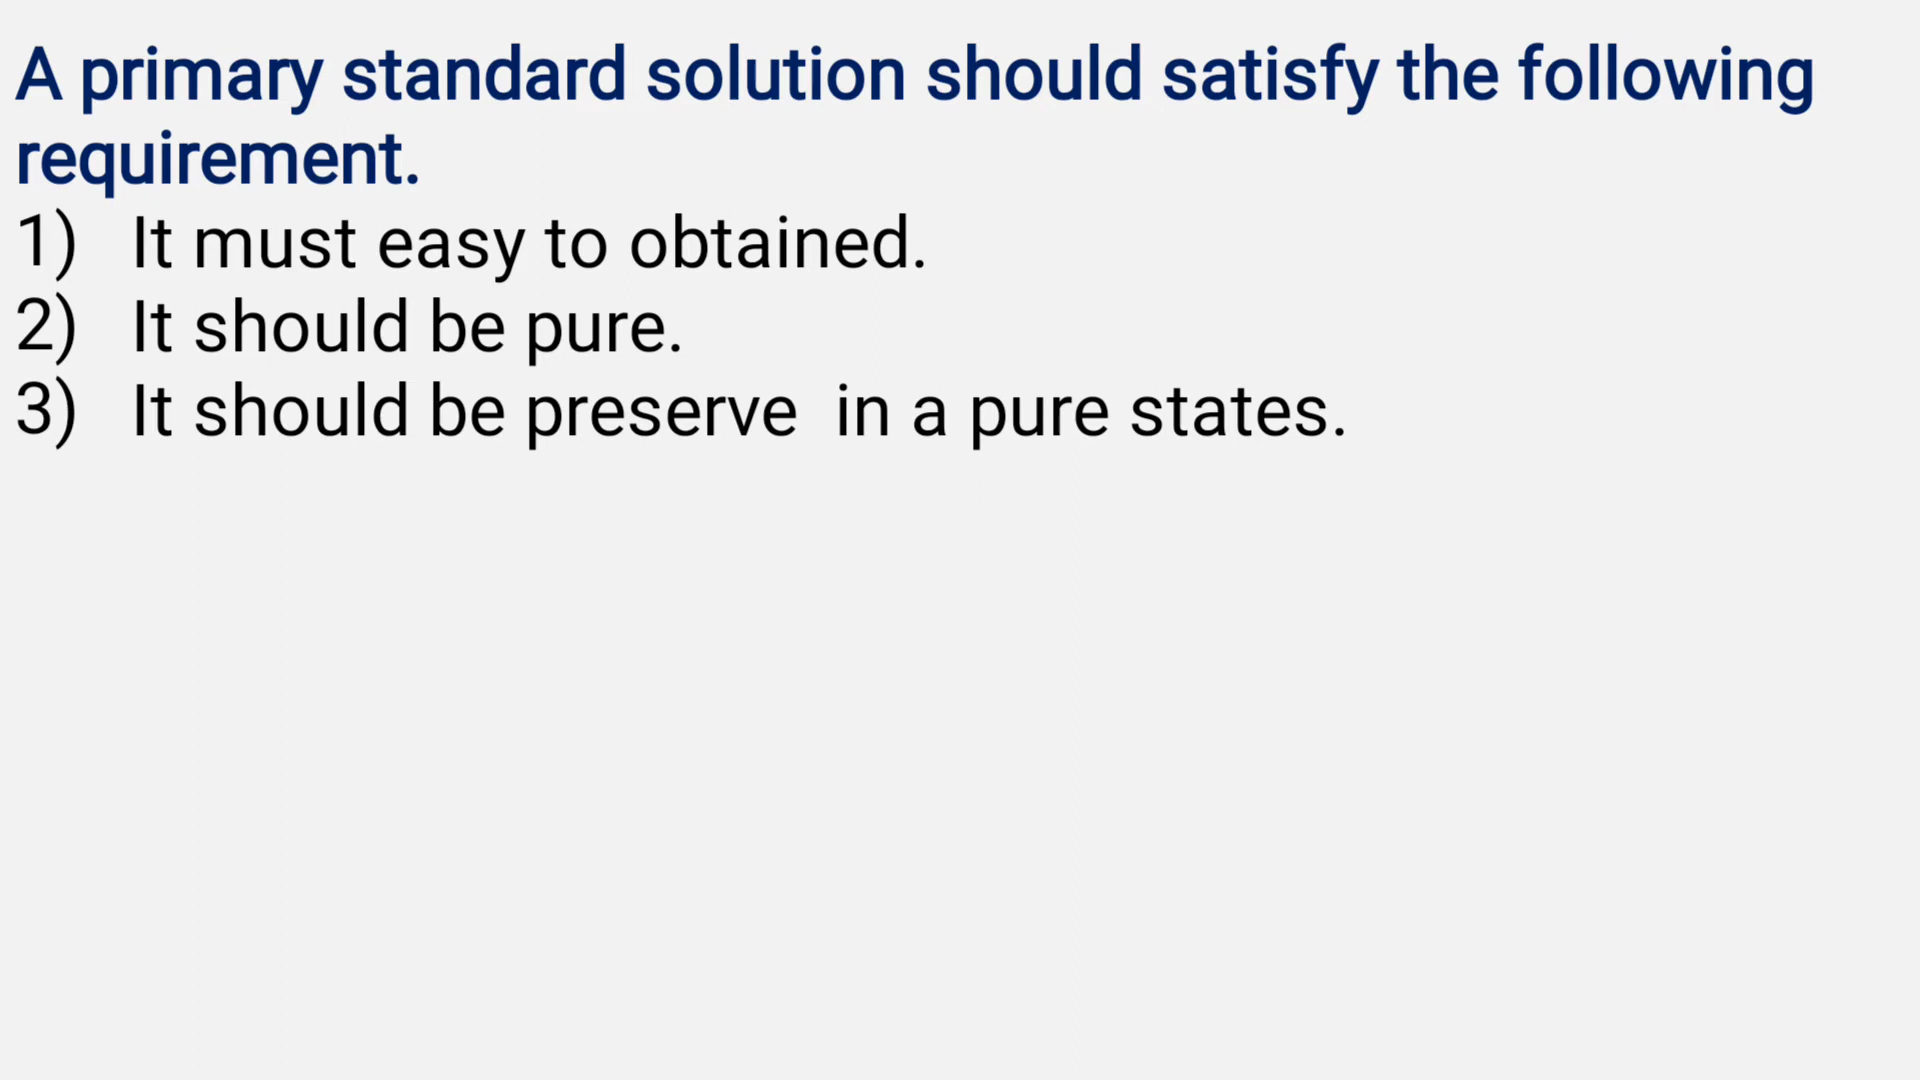 A primary standard solution should satisfy the following
requirement.
1) It must easy to obtained.
2) It should be pure.
3) It should be preserve in a pure states.